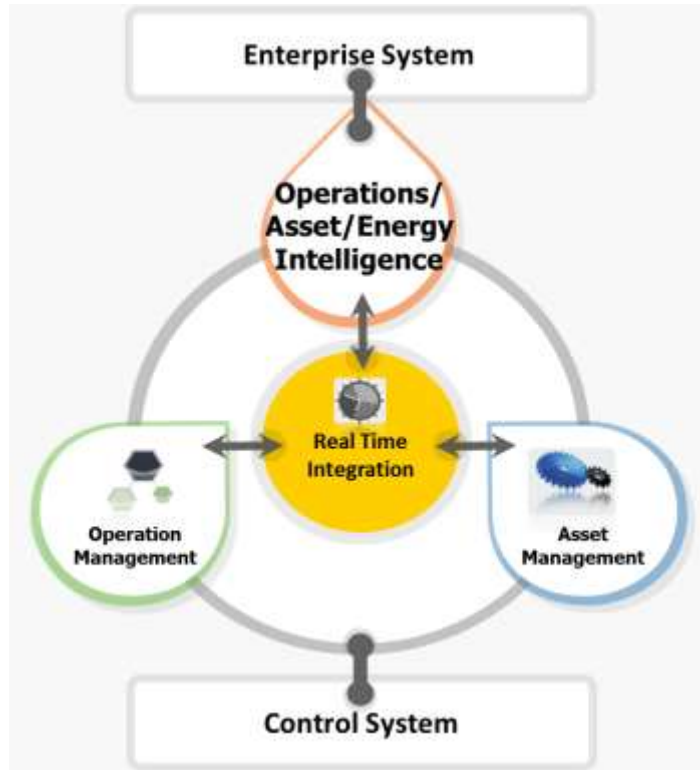 Enterprise System
Operations/
Asset/Energy
Intelligence
Real Time
Integration
Operation
Management
Asset
Management
Control System